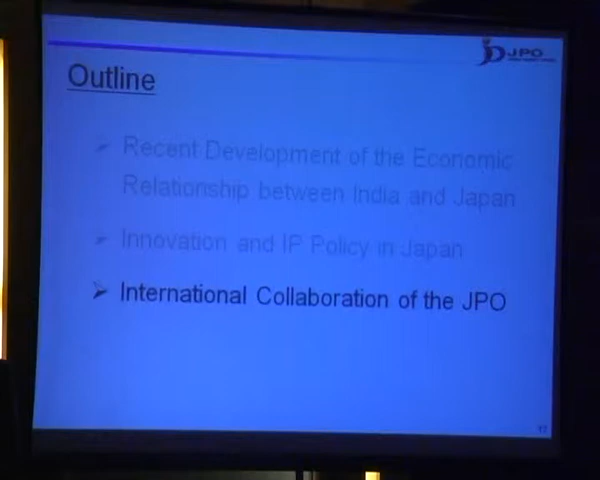 JPO
Outline
➢ Recent Development of the Economic
Relationship between India and Japan
➢ Innovation and IP Policy in Japan
➢ International Collaboration of the JPO
17